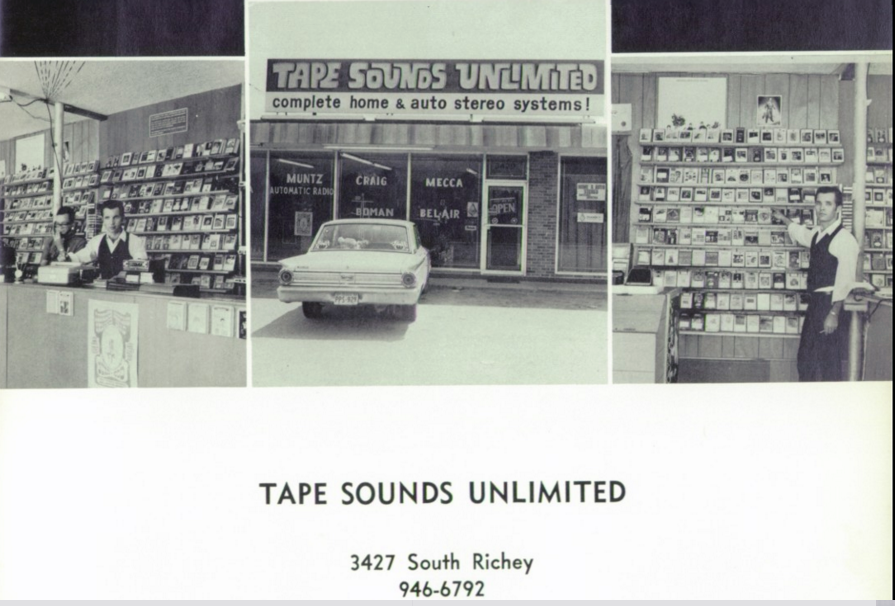 TAPE SOUNDS UNLIMITED
complete home & auto stereo systems!
MUNTZ
AUTOMATIC RADIO
CRAIG
MECCA
BEL AIR
OPEN
TAPE SOUNDS UNLIMITED
3427 South Richey
946-6792